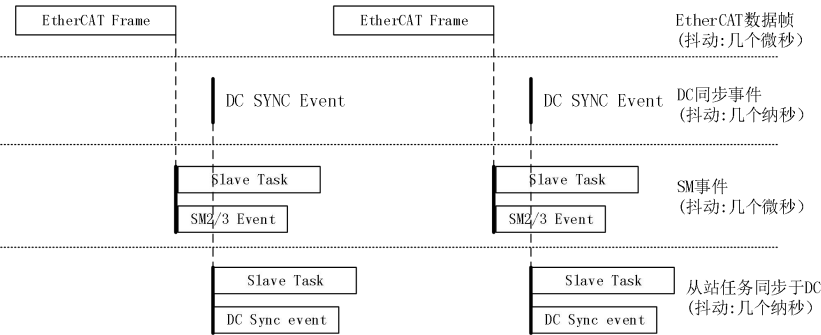 EtherCAT Frame
EtherCAT Frame
EtherCAT数据帧
(抖动:几个微秒)
DC SYNC Event
DC SYNC Event
DC同步事件
(抖动:几个纳秒)
Slave Task
Slave Task
SM2/3 Event
SM2/3 Event
SM事件
(抖动:几个微秒)
Slave Task
Slave Task
DC Sync event
DC Sync event
从站任务同步于DC
(抖动:几个纳秒)